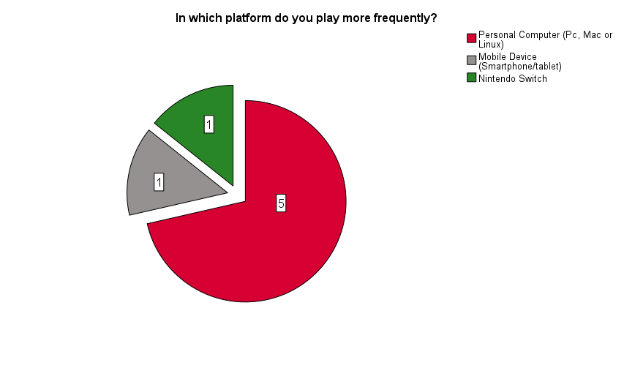 In which platform do you play more frequently?
Personal Computer (Pc, Mac or
Linux)
Mobile Device
(Smartphone/tablet)
Nintendo Switch
1
1
5